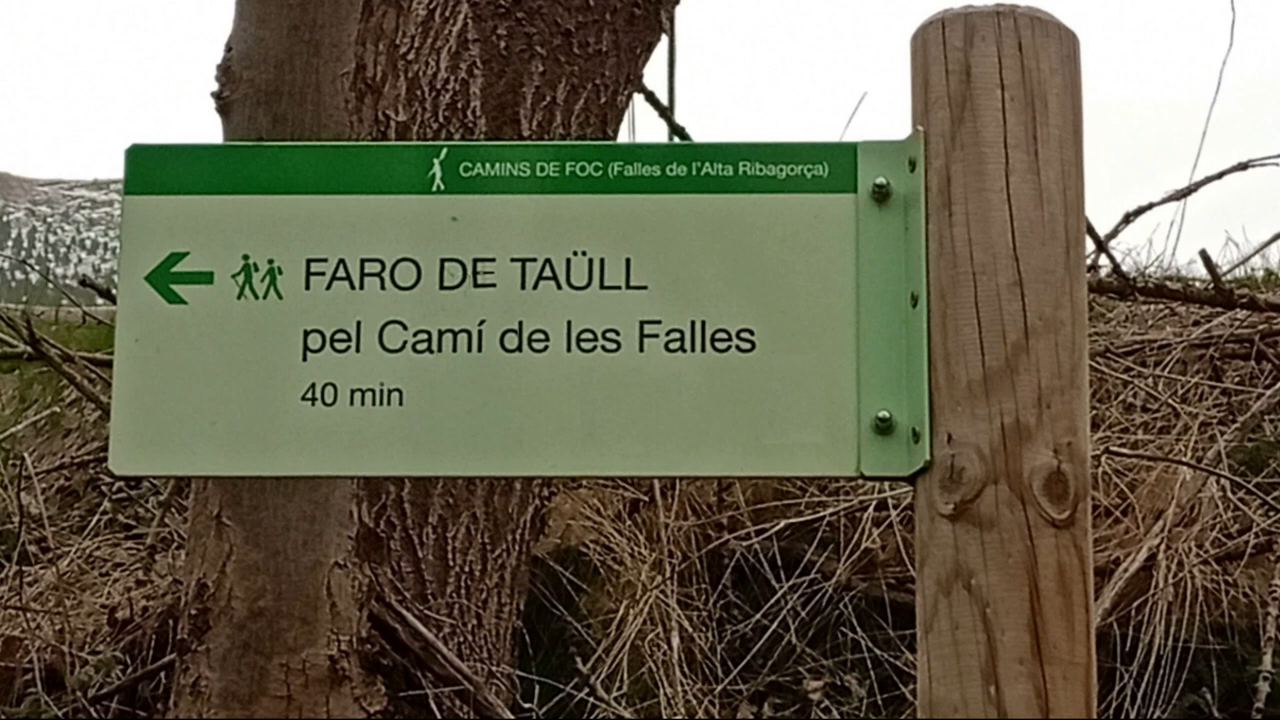 CAMINS DE FOC (Falles de l'Alta Ribagorça)
FARO DE TAÜLL
pel Camí de les Falles
40 min